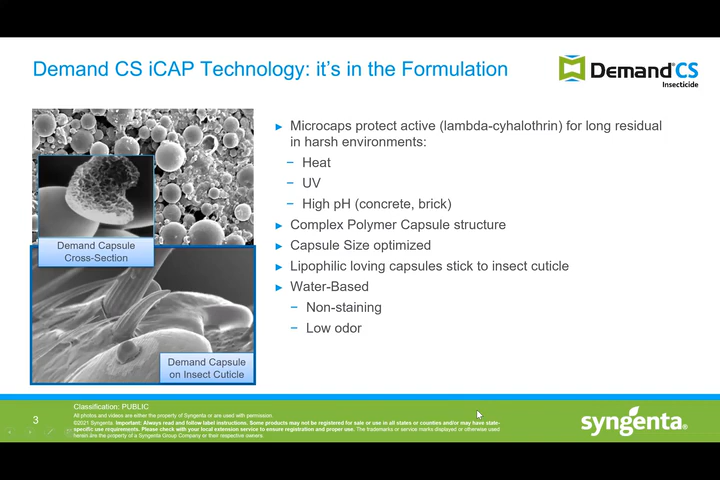 Demand CS iCAP Technology: it's in the Formulation
Demand® CS
Insecticide
► Microcaps protect active (lambda-cyhalothrin) for long residual
in harsh environments:
− Heat
− UV
− High pH (concrete, brick)
► Complex Polymer Capsule structure
► Capsule Size optimized
► Lipophilic loving capsules stick to insect cuticle
► Water-Based
− Non-staining
− Low odor
Demand Capsule
Cross-Section
Demand Capsule
on Insect Cuticle
3
Classification: PUBLIC
All photos and videos are either the property of Syngenta or are used with permission.
©2021 Syngenta. Important: Always read and follow label instructions. Some products may not be registered for sale or use in all states or counties and/or may have state-
specific use requirements. Please check with your local extension service to ensure registration and proper use. The trademarks or service marks displayed or otherwise used
herein are the property of a Syngenta Group Company or their respective owners.
syngenta®